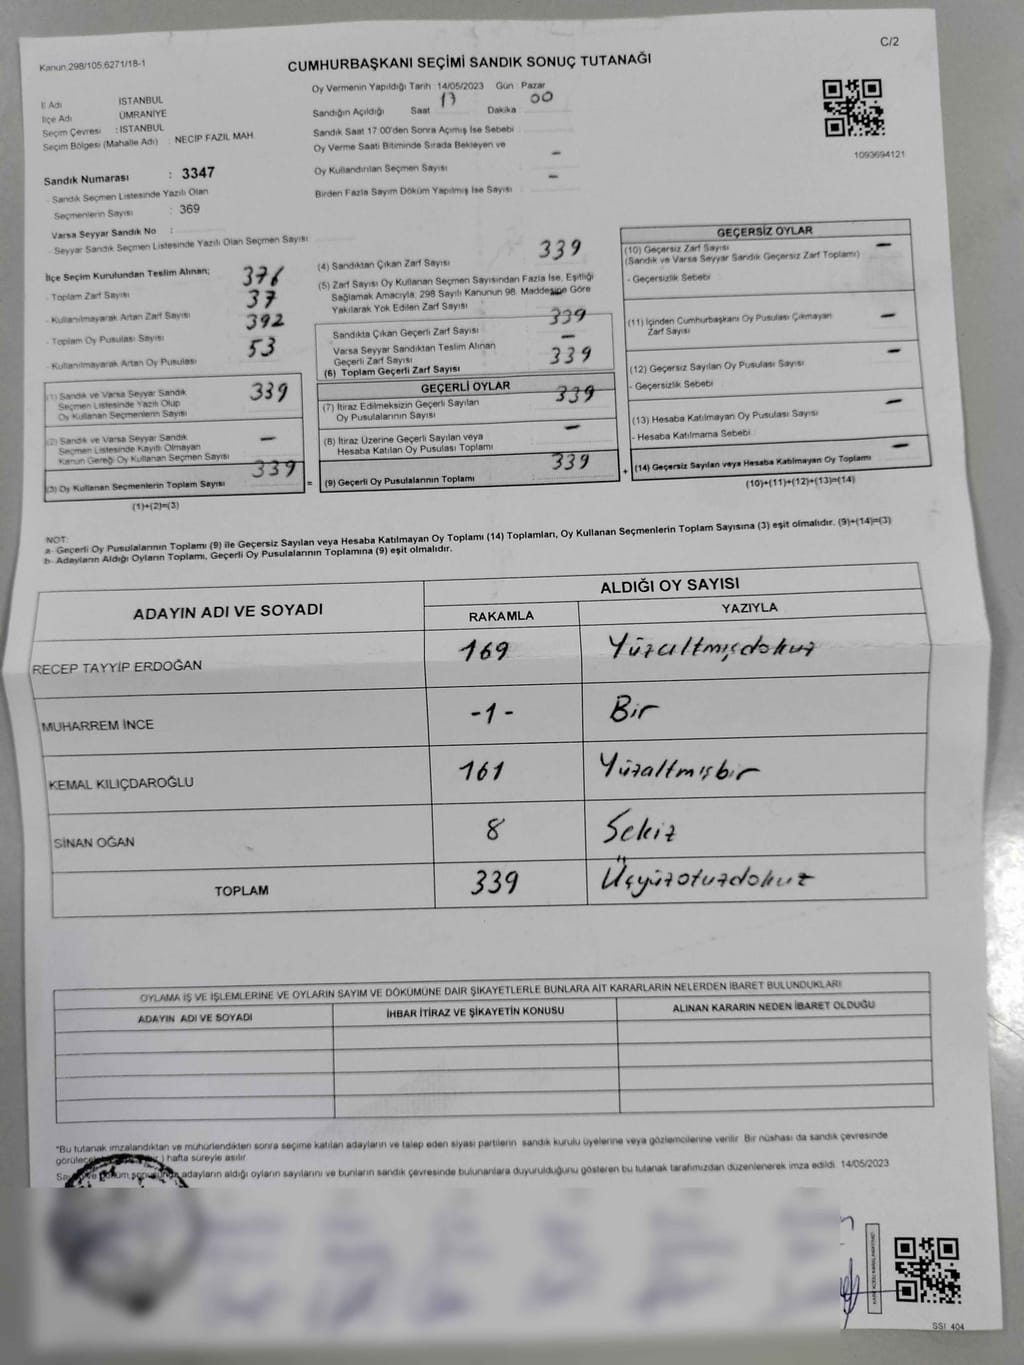 C/2
Kanun.298/105,6271/18-1
CUMHURBAŞKANI SEÇİMİ SANDIK SONUÇ TUTANAĞI
İl Adı İSTANBUL
İlçe Adı ÜMRANİYE
Seçim Çevresi : İSTANBUL
Seçim Bölgesi (Mahalle Adı) : NECİP FAZIL MAH.
Sandık Numarası : 3347
- Sandık Seçmen Listesinde Yazılı Olan
Seçmenlerin Sayısı : 369
Varsa Seyyar Sandık No :
- Seyyar Sandık Seçmen Listesinde Yazılı Olan Seçmen Sayısı
Oy Vermenin Yapıldığı Tarih 14/05/2023 Gün Pazar
Sandığın Açıldığı Saat 17 Dakika 00
Sandık Saat 17.00'den Sonra Açımış İse Sebebi :
Oy Verme Saati Bitiminde Sırada Bekleyen ve
Oy Kullandırılan Seçmen Sayısı –
Birden Fazla Sayım Döküm Yapılmış İse Sayısı –
1093694121
İlçe Seçim Kurulundan Teslim Alınan;
- Toplam Zarf Sayısı 376
- Kullanılmayarak Artan Zarf Sayısı 37
- Toplam Oy Pusulası Sayısı 392
- Kullanılmayarak Artan Oy Pusulası 53
(1) Sandık ve Varsa Seyyar Sandık
Seçmen Listesinde Yazılı Olup
Oy Kullanan Seçmenlerin Sayısı 339
(2) Sandık ve Varsa Seyyar Sandık
Seçmen Listesinde Kayıtlı Olmayan
Kanun Gereği Oy Kullanan Seçmen Sayısı –
(3) Oy Kullanan Seçmenlerin Toplam Sayısı 339
(1)+(2)=(3)
(4) Sandıktan Çıkan Zarf Sayısı 339
(5) Zarf Sayısı Oy Kullanan Seçmen Sayısından Fazla İse, Eşitliği
Sağlamak Amacıyla, 298 Sayılı Kanunun 98. Maddesine Göre
Yakılarak Yok Edilen Zarf Sayısı –
Sandıkta Çıkan Geçerli Zarf Sayısı 339
Varsa Seyyar Sandıktan Teslim Alınan
Geçerli Zarf Sayısı –
(6) Toplam Geçerli Zarf Sayısı 339
GEÇERLİ OYLAR
(7) İtiraz Edilmeksizin Geçerli Sayılan
Oy Pusulalarının Sayısı 339
(8) İtiraz Üzerine Geçerli Sayılan veya
Hesaba Katılan Oy Pusulası Toplamı –
= (9) Geçerli Oy Pusulalarının Toplamı 339
GEÇERSİZ OYLAR
(10) Geçersiz Zarf Sayısı –
(Sandık ve Varsa Seyyar Sandık Geçersiz Zarf Toplamı)
- Geçersizlik Sebebi
(11) İçinden Cumhurbaşkanı Oy Pusulası Çıkmayan
Zarf Sayısı –
(12) Geçersiz Sayılan Oy Pusulası Sayısı –
- Geçersizlik Sebebi
(13) Hesaba Katılmayan Oy Pusulası Sayısı –
- Hesaba Katılmama Sebebi
+ (14) Geçersiz Sayılan veya Hesaba Katılmayan Oy Toplamı –
(10)+(11)+(12)+(13)=(14)
NOT:
a- Geçerli Oy Pusulalarının Toplamı (9) ile Geçersiz Sayılan veya Hesaba Katılmayan Oy Toplamı (14) Toplamları, Oy Kullanan Seçmenlerin Toplam Sayısına (3) eşit olmalıdır. (9)+(14)=(3)
b- Adayların Aldığı Oyların Toplamı, Geçerli Oy Pusulalarının Toplamına (9) eşit olmalıdır.
ADAYIN ADI VE SOYADI ALDIĞI OY SAYISI
RAKAMLA YAZIYLA
RECEP TAYYİP ERDOĞAN 169 Yüzaltmışdokuz
MUHARREM İNCE -1- Bir
KEMAL KILIÇDAROĞLU 161 Yüzaltmışbir
SİNAN OĞAN 8 Sekiz
TOPLAM 339 Üçyüzotuzdokuz
OYLAMA İŞ VE İŞLEMLERİNE VE OYLARIN SAYIM VE DÖKÜMÜNE DAİR ŞİKAYETLERLE BUNLARA AİT KARARLARIN NELERDEN İBARET BULUNDUKLARI
ADAYIN ADI VE SOYADI İHBAR İTİRAZ VE ŞİKAYETİN KONUSU ALINAN KARARIN NEDEN İBARET OLDUĞU
*Bu tutanak imzalandıktan ve mühürlendikten sonra seçime katılan adayların ve talep eden siyasi partilerin sandık kurulu üyelerine veya gözlemcilerine verilir. Bir nüshası da sandık çevresinde
) hafta süreyle asılır.
adayların aldığı oyların sayılarını ve bunların sandık çevresinde bulunanlara duyurulduğunu gösteren bu tutanak tarafımızdan düzenlenerek imza edildi. 14/05/2023
SSI_404